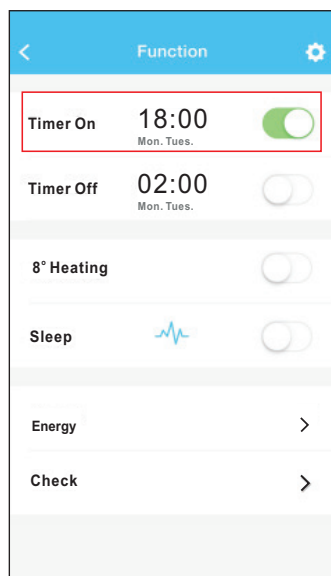 Function
Timer On
18:00
Mon. Tues.
Timer Off
02:00
Mon. Tues.
8° Heating
Sleep
Energy
Check